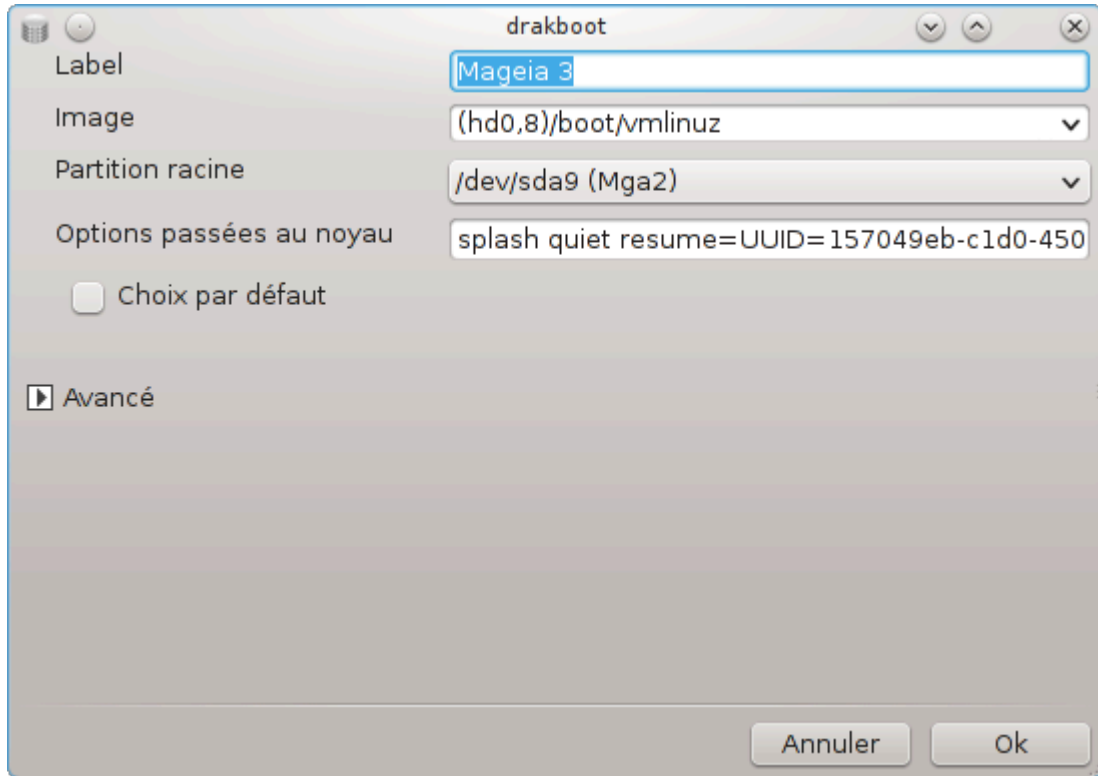 drakboot
Label
Mageia 3
Image
(hd0,8)/boot/vmlinuz
Partition racine
/dev/sda9 (Mga2)
Options passées au noyau
splash quiet resume=UUID=157049eb-c1d0-450
Choix par défaut
Avancé
Annuler
Ok